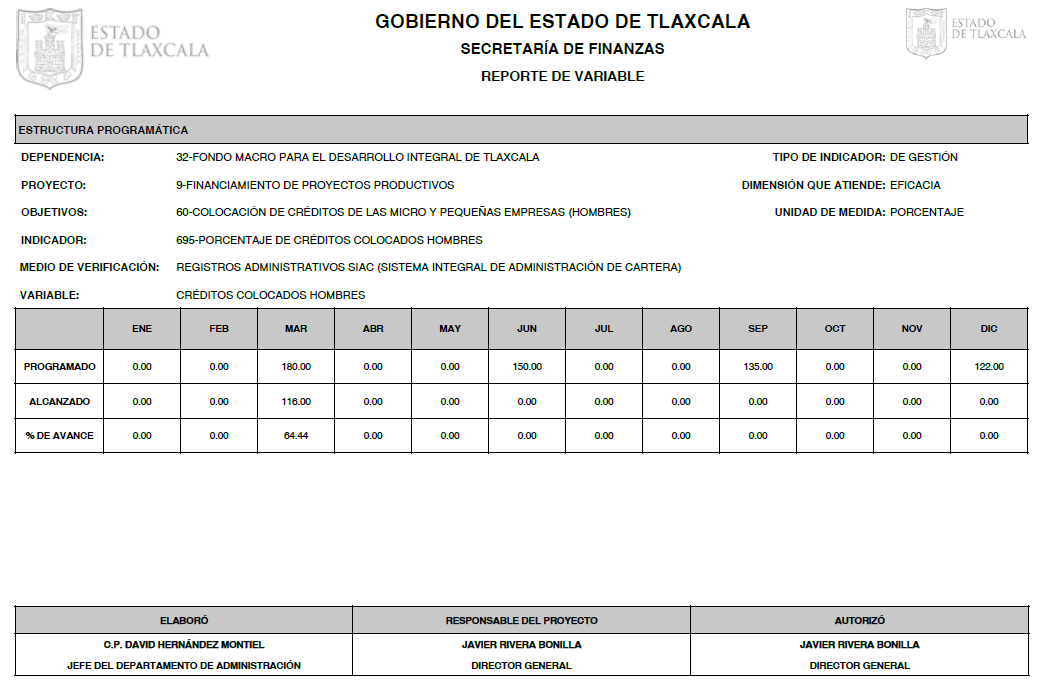 ESTADO
DE TLAXCALA
GOBIERNO DEL ESTADO DE TLAXCALA
SECRETARÍA DE FINANZAS
REPORTE DE VARIABLE
ESTADO
DE TLAXCALA
ESTRUCTURA PROGRAMÁTICA
DEPENDENCIA: 32-FONDO MACRO PARA EL DESARROLLO INTEGRAL DE TLAXCALA TIPO DE INDICADOR: DE GESTIÓN
PROYECTO: 9-FINANCIAMIENTO DE PROYECTOS PRODUCTIVOS DIMENSIÓN QUE ATIENDE: EFICACIA
OBJETIVOS: 60-COLOCACIÓN DE CRÉDITOS DE LAS MICRO Y PEQUEÑAS EMPRESAS (HOMBRES) UNIDAD DE MEDIDA: PORCENTAJE
INDICADOR: 695-PORCENTAJE DE CRÉDITOS COLOCADOS HOMBRES
MEDIO DE VERIFICACIÓN: REGISTROS ADMINISTRATIVOS SIAC (SISTEMA INTEGRAL DE ADMINISTRACIÓN DE CARTERA)
VARIABLE: CRÉDITOS COLOCADOS HOMBRES
ENE FEB MAR ABR MAY JUN JUL AGO SEP OCT NOV DIC
PROGRAMADO 0.00 0.00 180.00 0.00 0.00 150.00 0.00 0.00 135.00 0.00 0.00 122.00
ALCANZADO 0.00 0.00 116.00 0.00 0.00 0.00 0.00 0.00 0.00 0.00 0.00 0.00
% DE AVANCE 0.00 0.00 64.44 0.00 0.00 0.00 0.00 0.00 0.00 0.00 0.00 0.00
ELABORÓ RESPONSABLE DEL PROYECTO AUTORIZÓ
C.P. DAVID HERNÁNDEZ MONTIEL JAVIER RIVERA BONILLA JAVIER RIVERA BONILLA
JEFE DEL DEPARTAMENTO DE ADMINISTRACIÓN DIRECTOR GENERAL DIRECTOR GENERAL